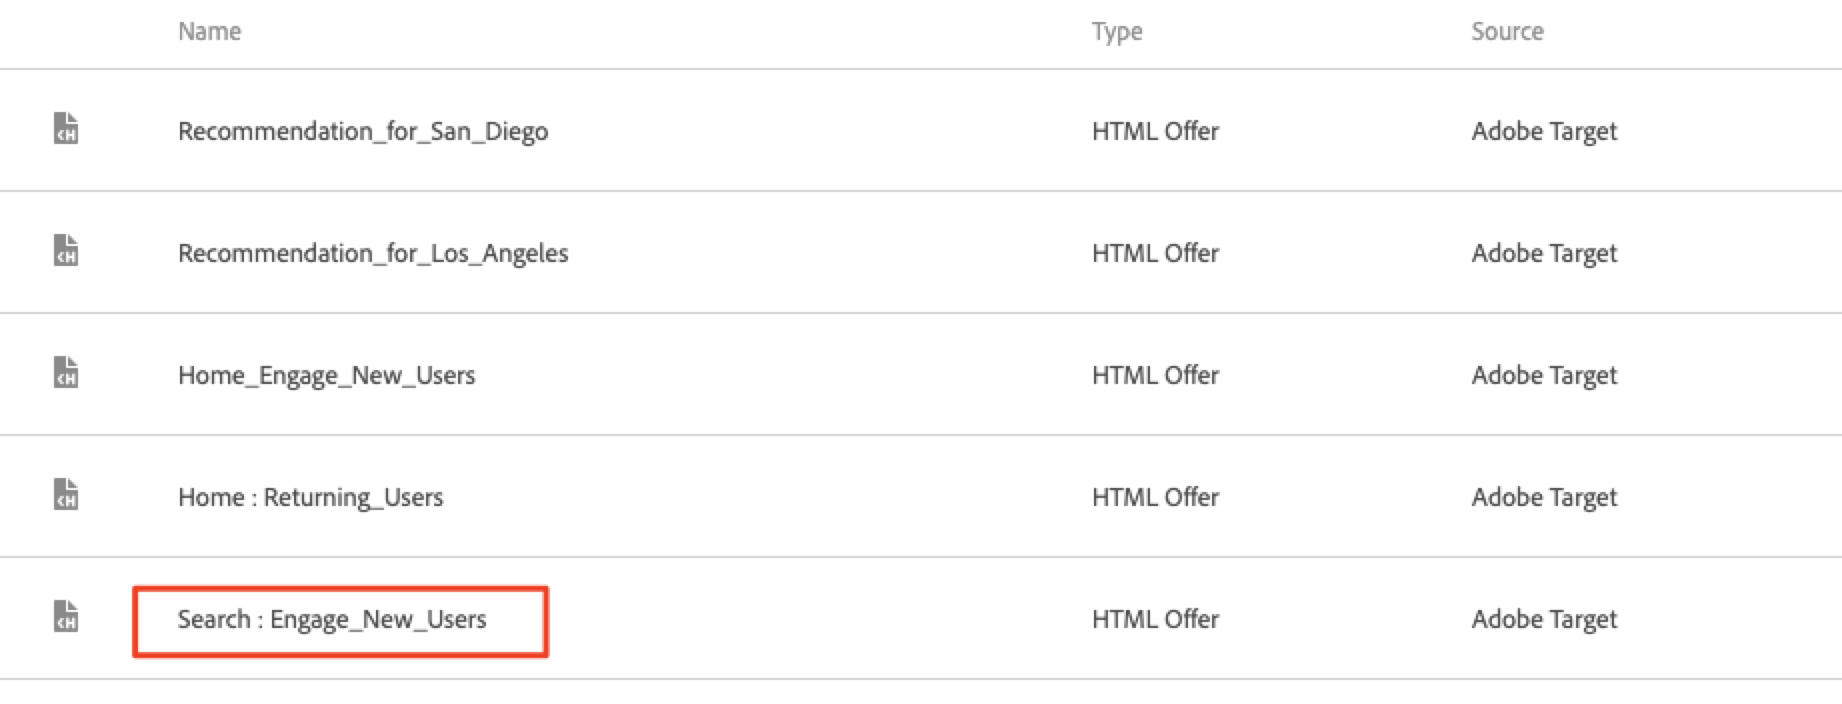 Name Type Source
Recommendation_for_San_Diego HTML Offer Adobe Target
Recommendation_for_Los_Angeles HTML Offer Adobe Target
Home_Engage_New_Users HTML Offer Adobe Target
Home : Returning_Users HTML Offer Adobe Target
Search : Engage_New_Users HTML Offer Adobe Target